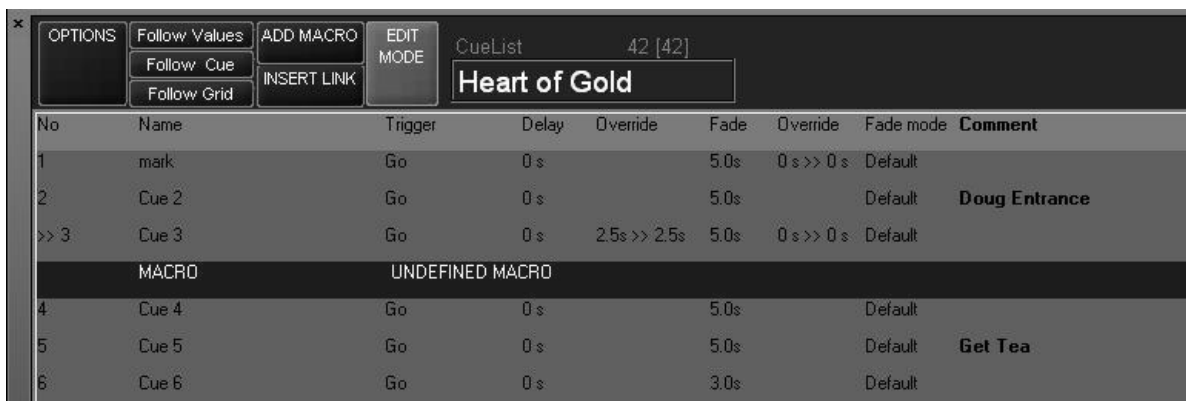 ×
OPTIONS Follow Values ADD MACRO EDIT MODE CueList 42 [42]
Follow Cue
Follow Grid INSERT LINK Heart of Gold
No Name Trigger Delay Override Fade Override Fade mode Comment
1 mark Go 0 s 5.0s 0 s >> 0 s Default
2 Cue 2 Go 0 s 5.0s Default Doug Entrance
>> 3 Cue 3 Go 0 s 2.5s >> 2.5s 5.0s 0 s >> 0 s Default
MACRO UNDEFINED MACRO
4 Cue 4 Go 0 s 5.0s Default
5 Cue 5 Go 0 s 5.0s Default Get Tea
6 Cue 6 Go 0 s 3.0s Default